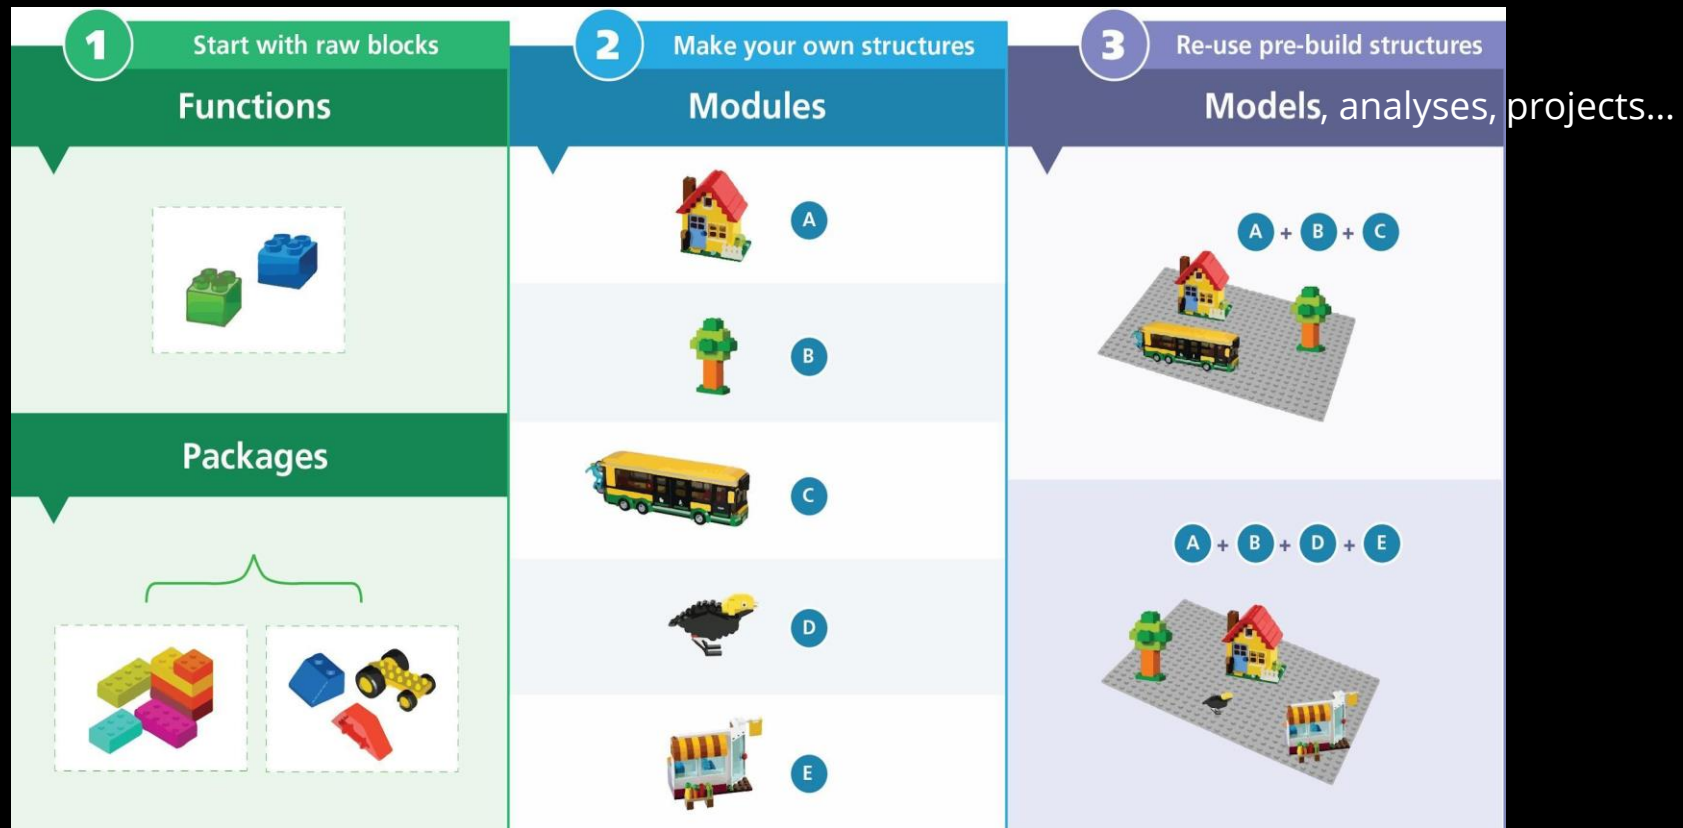 1
Start with raw blocks
Functions
Packages
2
Make your own structures
Modules
A
B
C
D
E
3
Re-use pre-build structures
Models, analyses, projects...
A + B + C
A + B + D + E